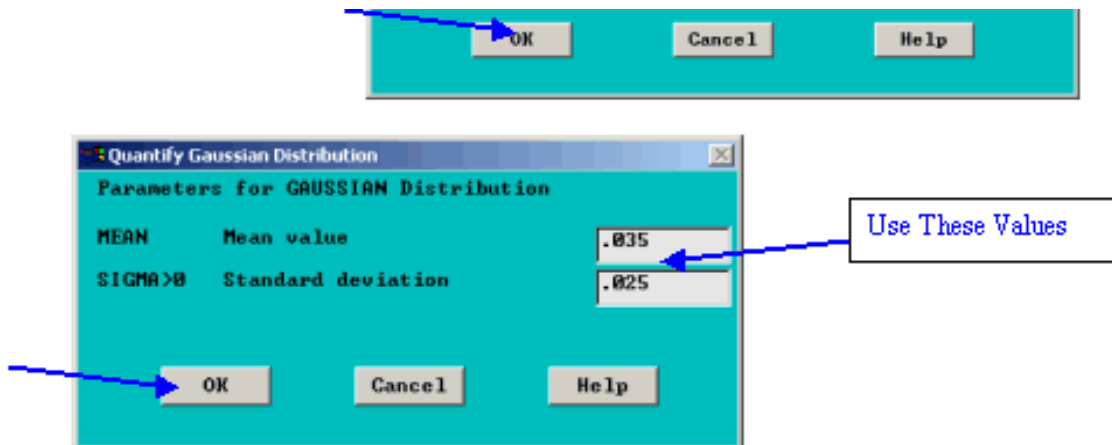 OK Cancel Help
Quantify Gaussian Distribution
Parameters for GAUSSIAN Distribution
MEAN Mean value .035
SIGMA>0 Standard deviation .025
Use These Values
OK Cancel Help